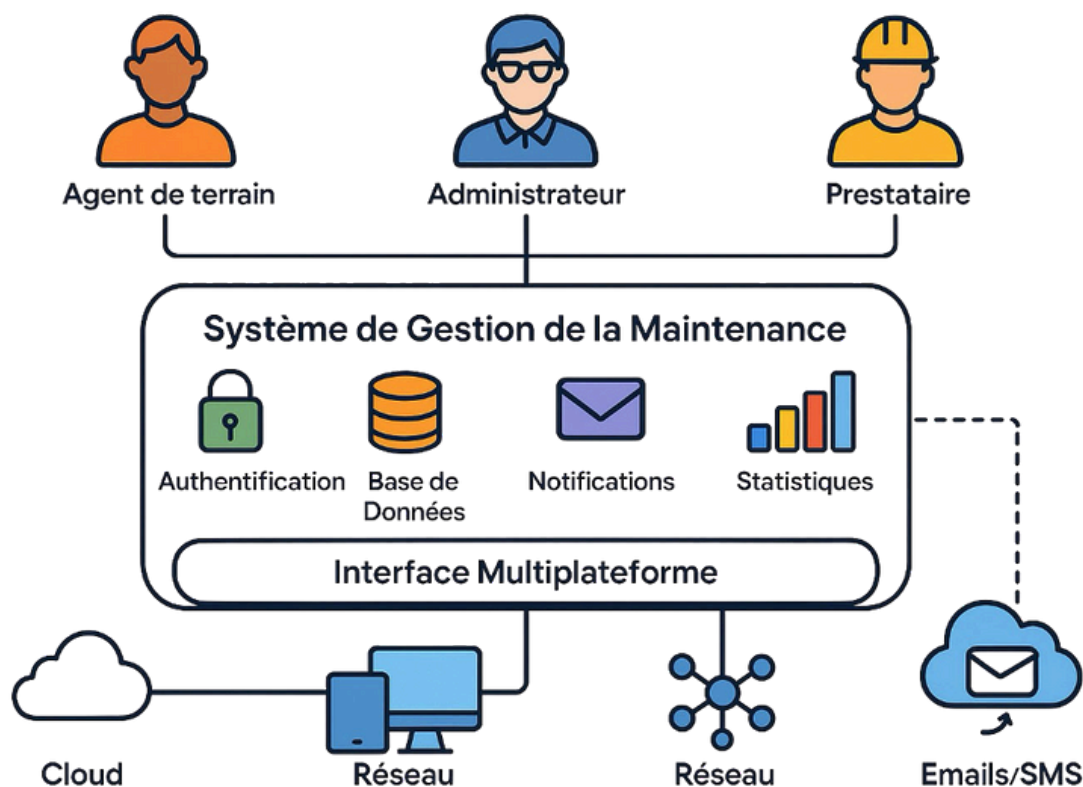 Agent de terrain
Administrateur
Prestataire
Système de Gestion de la Maintenance
Authentification
Base de
Données
Notifications
Statistiques
Interface Multiplateforme
Cloud
Réseau
Réseau
Emails/SMS